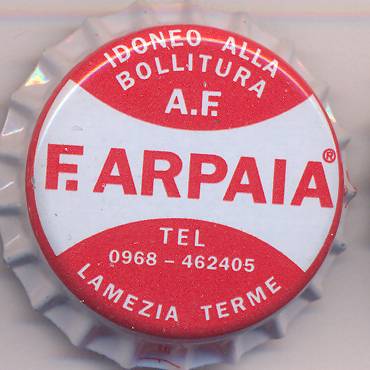 IDONEO ALLA
BOLLITURA
A.F.
F. ARPAIA®
TEL
0968 - 462405
LAMEZIA TERME